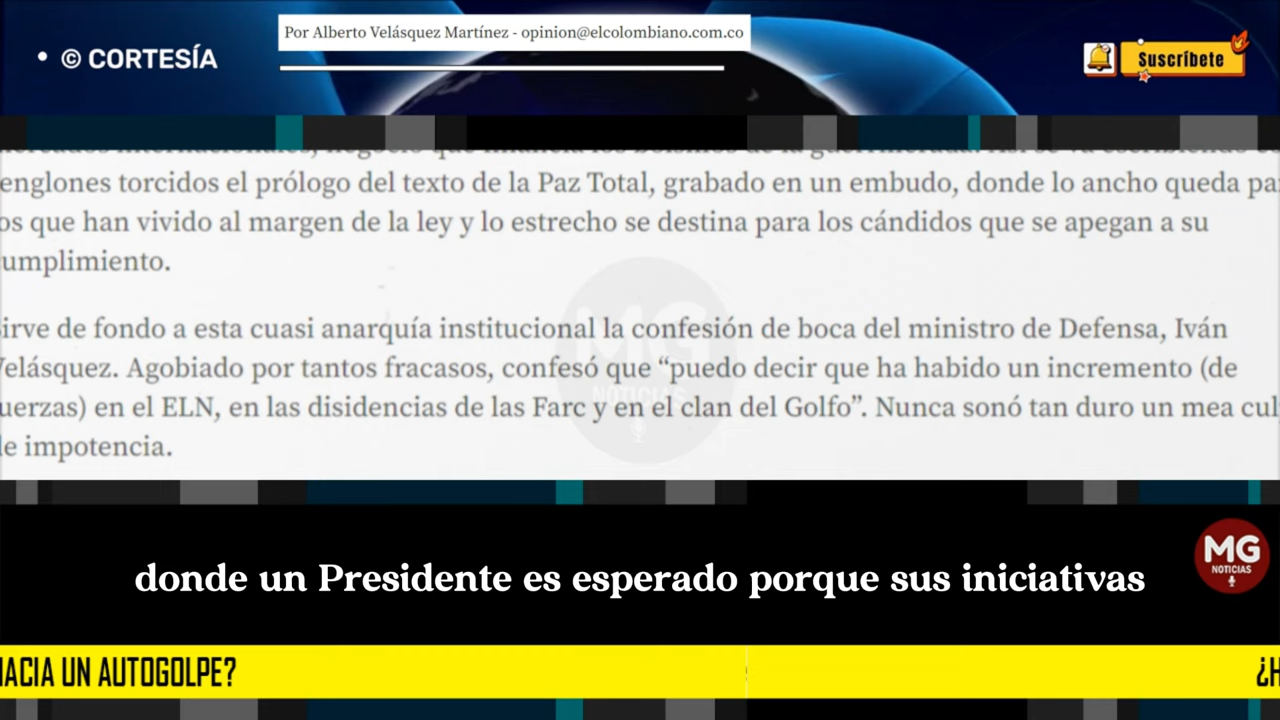 Por Alberto Velásquez Martínez - opinion@elcolombiano.com.co
• © CORTESÍA
Suscríbete
englones torcidos el prólogo del texto de la Paz Total, grabado en un embudo, donde lo ancho queda pa
os que han vivido al margen de la ley y lo estrecho se destina para los cándidos que se apegan a su
umplimiento.
irve de fondo a esta cuasi anarquía institucional la confesión de boca del ministro de Defensa, Iván
Velásquez. Agobiado por tantos fracasos, confesó que “puedo decir que ha habido un incremento (de
uerzas) en el ELN, en las disidencias de las Farc y en el clan del Golfo”. Nunca sonó tan duro un mea cul
de impotencia.
MG
NOTICIAS
donde un Presidente es esperado porque sus iniciativas
MG
NOTICIAS
HACIA UN AUTOGOLPE?
¿H